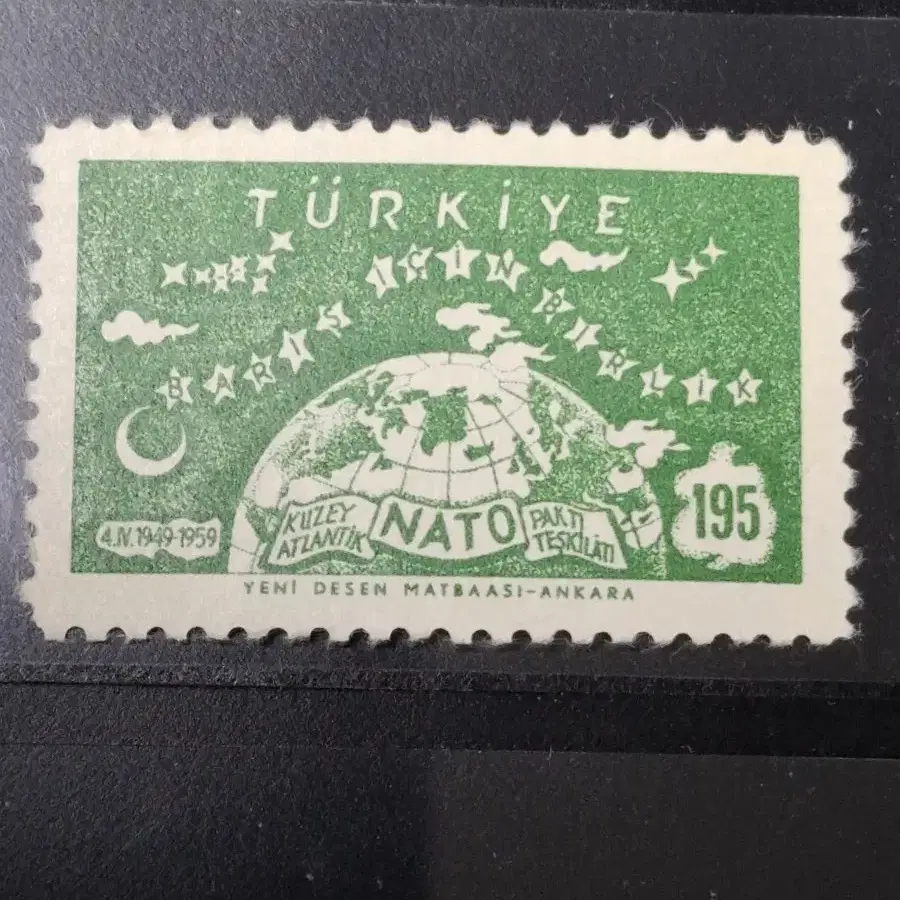 TÜRKİYE
BARIŞ İÇİN BİRLİK
4.IV.1949-1959
KUZEY
ATLANTİK
NATO
PAKTI
TEŞKİLÂTI
195
YENİ DESEN MATBAASI-ANKARA